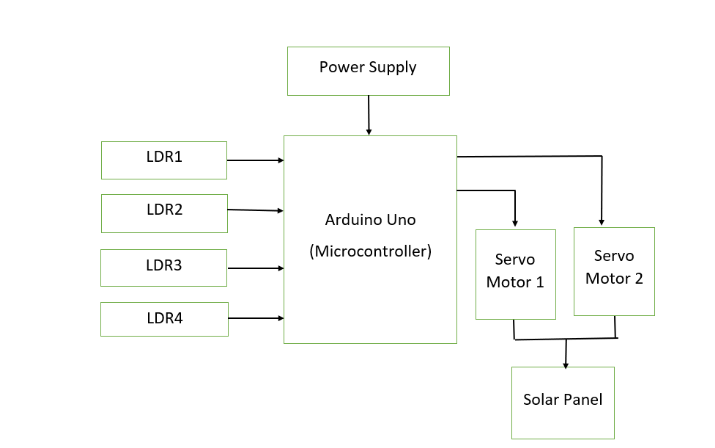 Power Supply
LDR1
LDR2
LDR3
LDR4
Arduino Uno
(Microcontroller)
Servo
Motor 1
Servo
Motor 2
Solar Panel